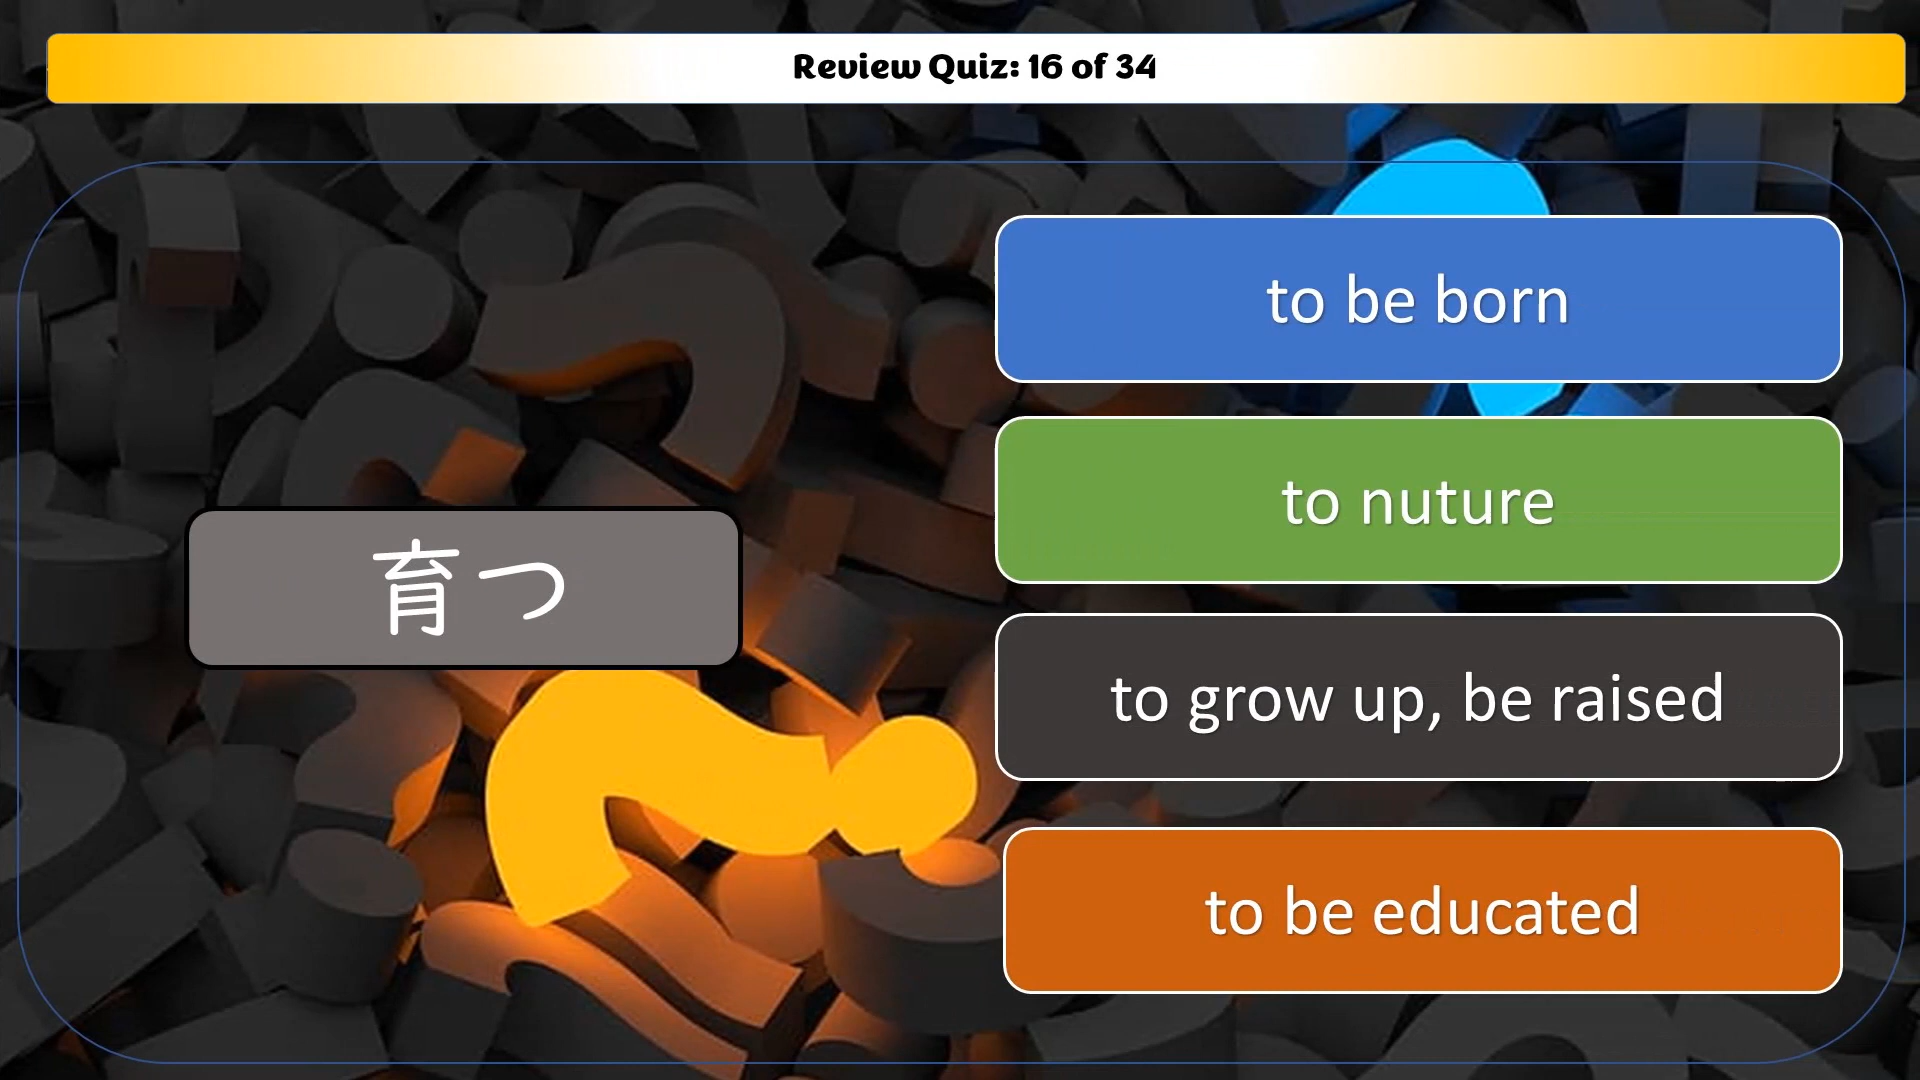 Review Quiz: 16 of 34
育つ
to be born
to nuture
to grow up, be raised
to be educated